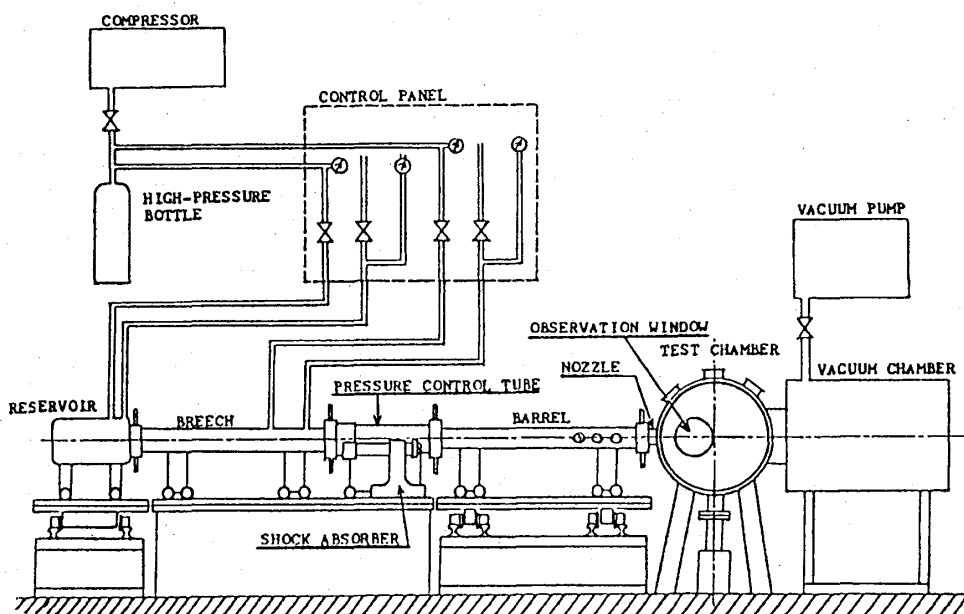 COMPRESSOR
CONTROL PANEL
HIGH-PRESSURE
BOTTLE
VACUUM PUMP
OBSERVATION WINDOW
TEST CHAMBER
NOZZLE
VACUUM CHAMBER
PRESSURE CONTROL TUBE
RESERVOIR
BREECH
BARREL
SHOCK ABSORBER